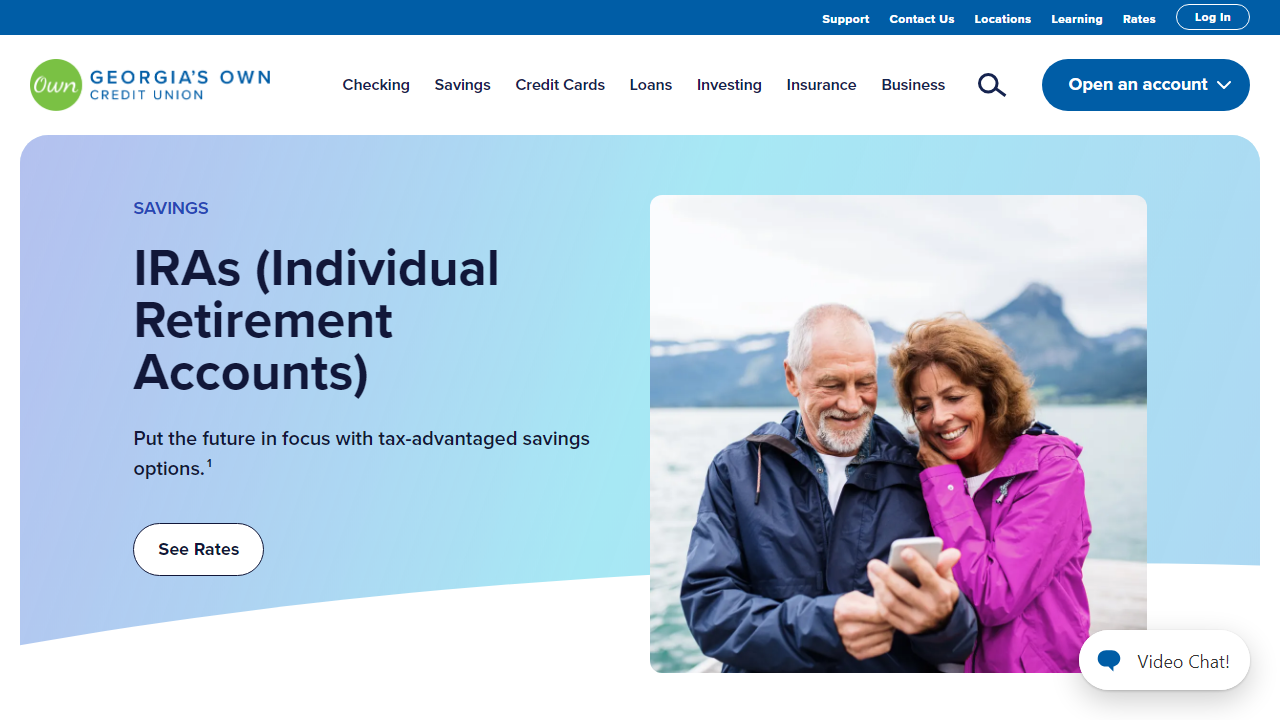 Support Contact Us Locations Learning Rates Log In
Own GEORGIA'S OWN
CREDIT UNION
Checking Savings Credit Cards Loans Investing Insurance Business Open an account
SAVINGS
IRAs (Individual
Retirement
Accounts)
Put the future in focus with tax-advantaged savings
options.¹
See Rates
Video Chat!